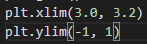 plt.xlim(3.0, 3.2)
plt.ylim(-1, 1)